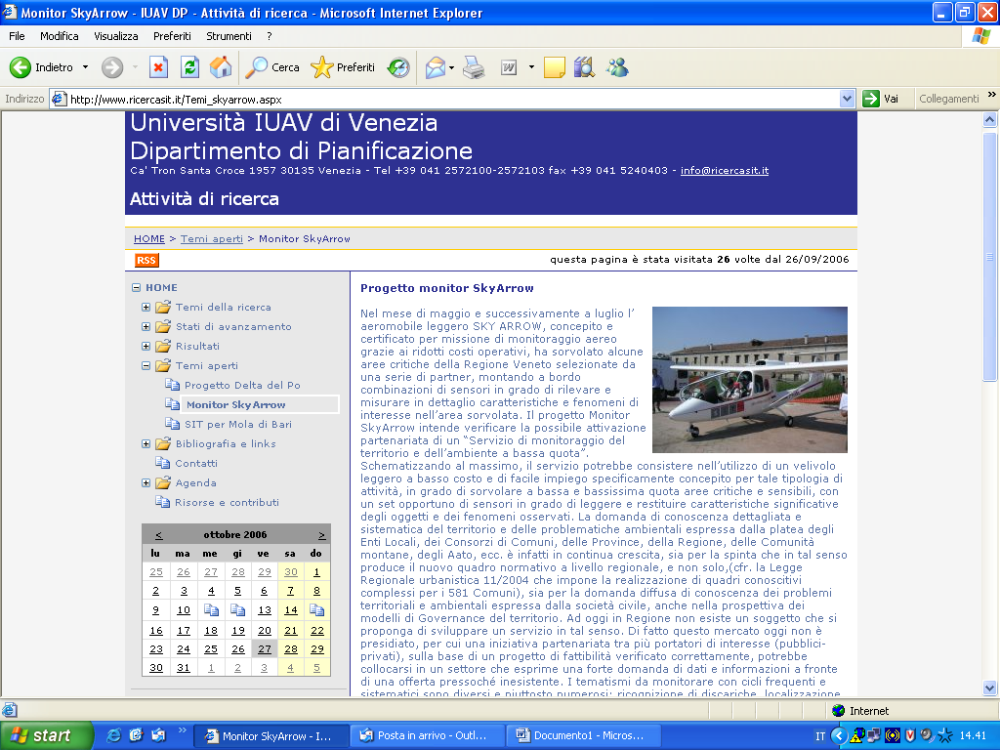 Monitor SkyArrow - IUAV DP - Attività di ricerca - Microsoft Internet Explorer
File Modifica Visualizza Preferiti Strumenti ?
Indietro Cerca Preferiti
Indirizzo http://www.ricercasit.it/Temi_skyarrow.aspx Vai Collegamenti »
Università IUAV di Venezia
Dipartimento di Pianificazione
Ca' Tron Santa Croce 1957 30135 Venezia - Tel +39 041 2572100-2572103 fax +39 041 5240403 - info@ricercasit.it
Attività di ricerca
HOME > Temi aperti > Monitor SkyArrow
RSS questa pagina è stata visitata 26 volte dal 26/09/2006
HOME
Temi della ricerca
Stati di avanzamento
Risultati
Temi aperti
Progetto Delta del Po
Monitor SkyArrow
SIT per Mola di Bari
Bibliografia e links
Contatti
Agenda
Risorse e contributi
< ottobre 2006 >
lu ma me gi ve sa do
25 26 27 28 29 30 1
2 3 4 5 6 7 8
9 10 13 14
16 17 18 19 20 21 22
23 24 25 26 27 28 29
30 31 1 2 3 4 5
Progetto monitor SkyArrow
Nel mese di maggio e successivamente a luglio l’
aeromobile leggero SKY ARROW, concepito e
certificato per missione di monitoraggio aereo
grazie ai ridotti costi operativi, ha sorvolato alcune
aree critiche della Regione Veneto selezionate da
una serie di partner, montando a bordo
combinazioni di sensori in grado di rilevare e
misurare in dettaglio caratteristiche e fenomeni di
interesse nell’area sorvolata. Il progetto Monitor
SkyArrow intende verificare la possibile attivazione
partenariata di un “Servizio di monitoraggio del
territorio e dell’ambiente a bassa quota”.
Schematizzando al massimo, il servizio potrebbe consistere nell’utilizzo di un velivolo
leggero a basso costo e di facile impiego specificamente concepito per tale tipologia di
attività, in grado di sorvolare a bassa e bassissima quota aree critiche e sensibili, con
un set opportuno di sensori in grado di leggere e restituire caratteristiche significative
degli oggetti e dei fenomeni osservati. La domanda di conoscenza dettagliata e
sistematica del territorio e delle problematiche ambientali espressa dalla platea degli
Enti Locali, dei Consorzi di Comuni, delle Province, della Regione, delle Comunità
montane, degli Aato, ecc. è infatti in continua crescita, sia per la spinta che in tal senso
produce il nuovo quadro normativo a livello regionale, e non solo,(cfr. la Legge
Regionale urbanistica 11/2004 che impone la realizzazione di quadri conoscitivi
complessi per i 581 Comuni), sia per la domanda diffusa di conoscenza dei problemi
territoriali e ambientali espressa dalla società civile, anche nella prospettiva dei
modelli di Governance del territorio. Ad oggi in Regione non esiste un soggetto che si
proponga di sviluppare un servizio in tal senso. Di fatto questo mercato oggi non è
presidiato, per cui una iniziativa partenariata tra più portatori di interesse (pubblici-
privati), sulla base di un progetto di fattibilità verificato correttamente, potrebbe
collocarsi in un settore che esprime una forte domanda di dati e informazioni a fronte
di una offerta pressoché inesistente. I tematismi da monitorare con cicli frequenti e
sistematici sono diversi e piuttosto numerosi: ricognizione di discariche, localizzazione
Internet
start Monitor SkyArrow - I... Posta in arrivo - Outl... Documento1 - Micros... IT 14.41